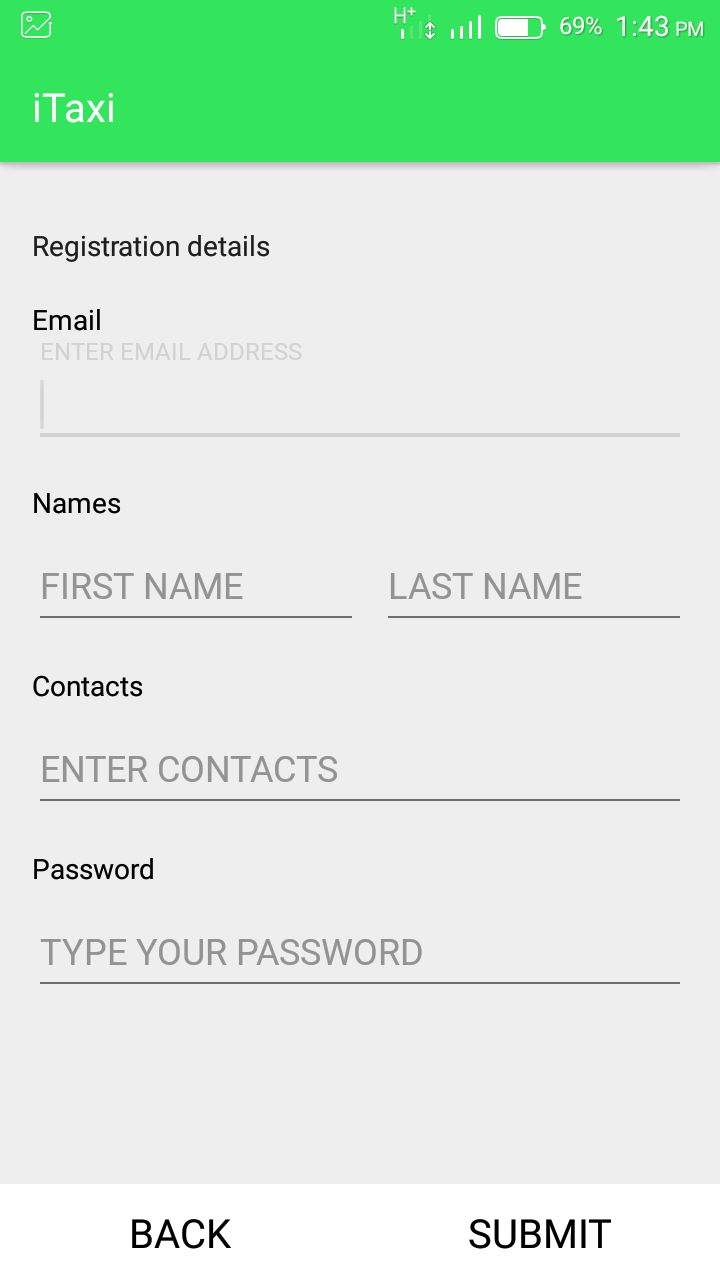 H+ 69% 1:43 PM
iTaxi
Registration details
Email
ENTER EMAIL ADDRESS
Names
FIRST NAME LAST NAME
Contacts
ENTER CONTACTS
Password
TYPE YOUR PASSWORD
BACK SUBMIT